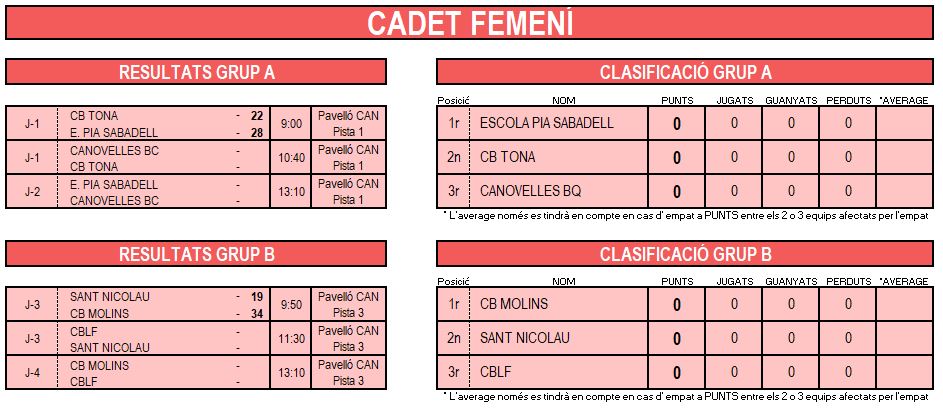 CADET FEMENÍ
RESULTATS GRUP A
J-1 CB TONA - 22 9:00 Pavelló CAN
E. PIA SABADELL - 28 Pista 1
J-1 CANOVELLES BC - 10:40 Pavelló CAN
CB TONA - Pista 1
J-2 E. PIA SABADELL - 13:10 Pavelló CAN
CANOVELLES BC - Pista 1
CLASIFICACIÓ GRUP A
Posició NOM PUNTS JUGATS GUANYATS PERDUTS *AVERAGE
1r ESCOLA PIA SABADELL 0 0 0 0
2n CB TONA 0 0 0 0
3r CANOVELLES BQ 0 0 0 0
* L'average només es tindrà en compte en cas d' empat a PUNTS entre els 2 o 3 equips afectats per l'empat
RESULTATS GRUP B
J-3 SANT NICOLAU - 19 9:50 Pavelló CAN
CB MOLINS - 34 Pista 3
J-3 CBLF - 11:30 Pavelló CAN
SANT NICOLAU - Pista 3
J-4 CB MOLINS - 13:10 Pavelló CAN
CBLF - Pista 3
CLASIFICACIÓ GRUP B
Posició NOM PUNTS JUGATS GUANYATS PERDUTS *AVERAGE
1r CB MOLINS 0 0 0 0
2n SANT NICOLAU 0 0 0 0
3r CBLF 0 0 0 0
* L'average només es tindrà en compte en cas d' empat a PUNTS entre els 2 o 3 equips afectats per l'empat